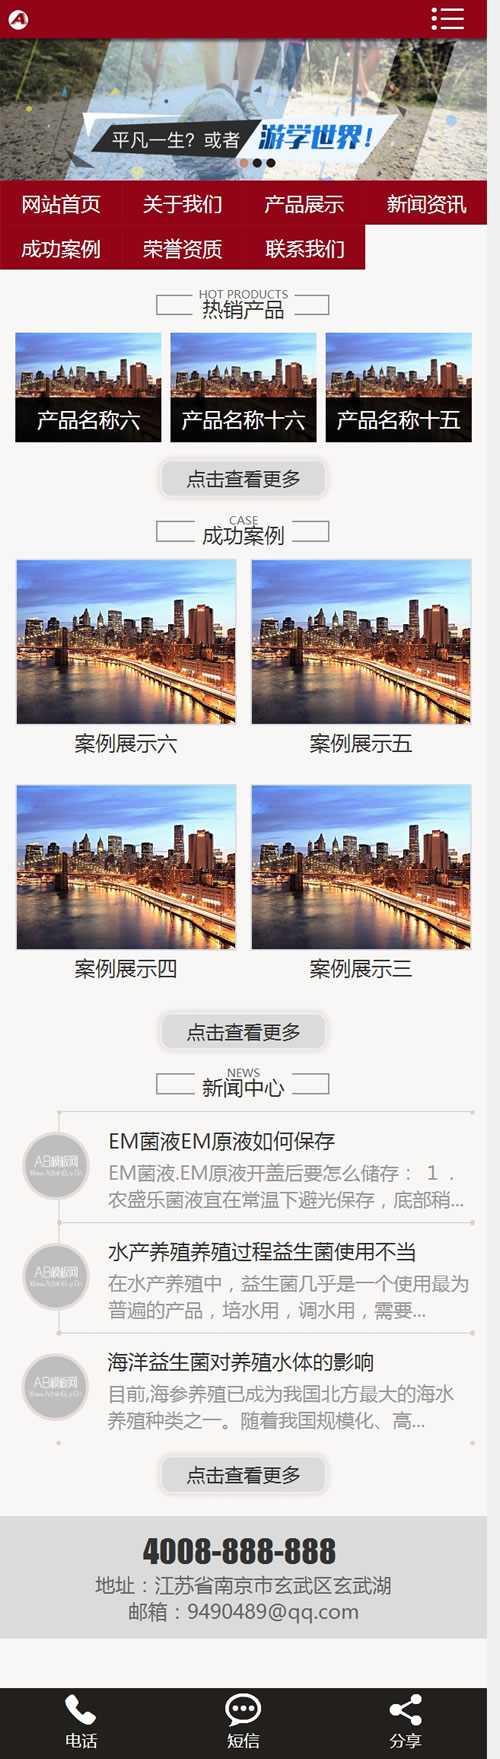 A
平凡一生？或者 游学世界！
网站首页 关于我们 产品展示 新闻资讯
成功案例 荣誉资质 联系我们
HOT PRODUCTS
热销产品
产品名称六 产品名称十六 产品名称十五
点击查看更多
CASE
成功案例
案例展示六 案例展示五
案例展示四 案例展示三
点击查看更多
NEWS
新闻中心
AB模板网
EM菌液EM原液如何保存
EM菌液.EM原液开盖后要怎么储存： 1．
农盛乐菌液宜在常温下避光保存，底部稍...
AB模板网
水产养殖养殖过程益生菌使用不当
在水产养殖中，益生菌几乎是一个使用最为
普遍的产品，培水用，调水用，需要...
AB模板网
海洋益生菌对养殖水体的影响
目前,海参养殖已成为我国北方最大的海水
养殖种类之一。随着我国规模化、高...
点击查看更多
4008-888-888
地址：江苏省南京市玄武区玄武湖
邮箱：9490489@qq.com
电话 短信 分享